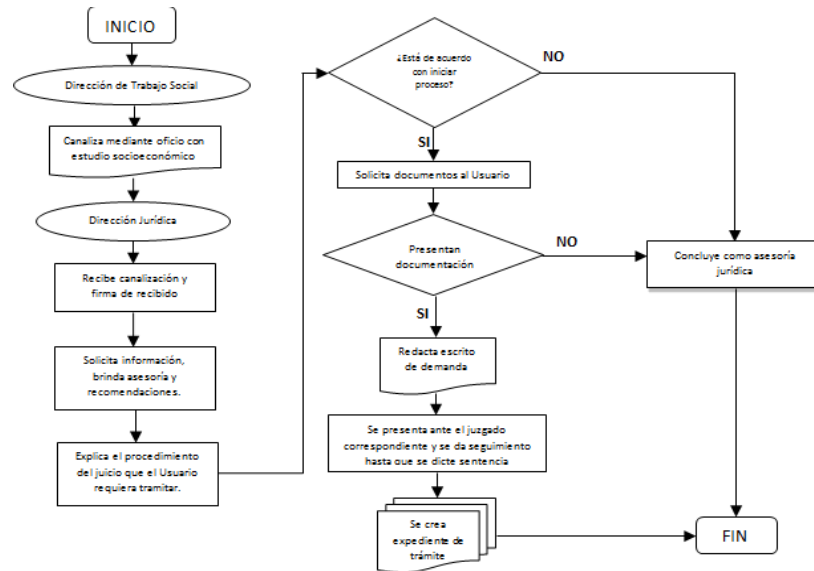 INICIO
Dirección de Trabajo Social
Canaliza mediante oficio con
estudio socioeconómico
Dirección Jurídica
Recibe canalización y
firma de recibido
Solicita información,
brinda asesoría y
recomendaciones.
Explica el procedimiento
del juicio que el Usuario
requiera tramitar.
¿Está de acuerdo
con iniciar
proceso?
NO
SI
Solicita documentos al Usuario
Presentan
documentación
NO
SI
Concluye como asesoría
jurídica
Redacta escrito
de demanda
Se presenta ante el juzgado
correspondiente y se da seguimiento
hasta que se dicte sentencia
Se crea
expediente de
trámite
FIN